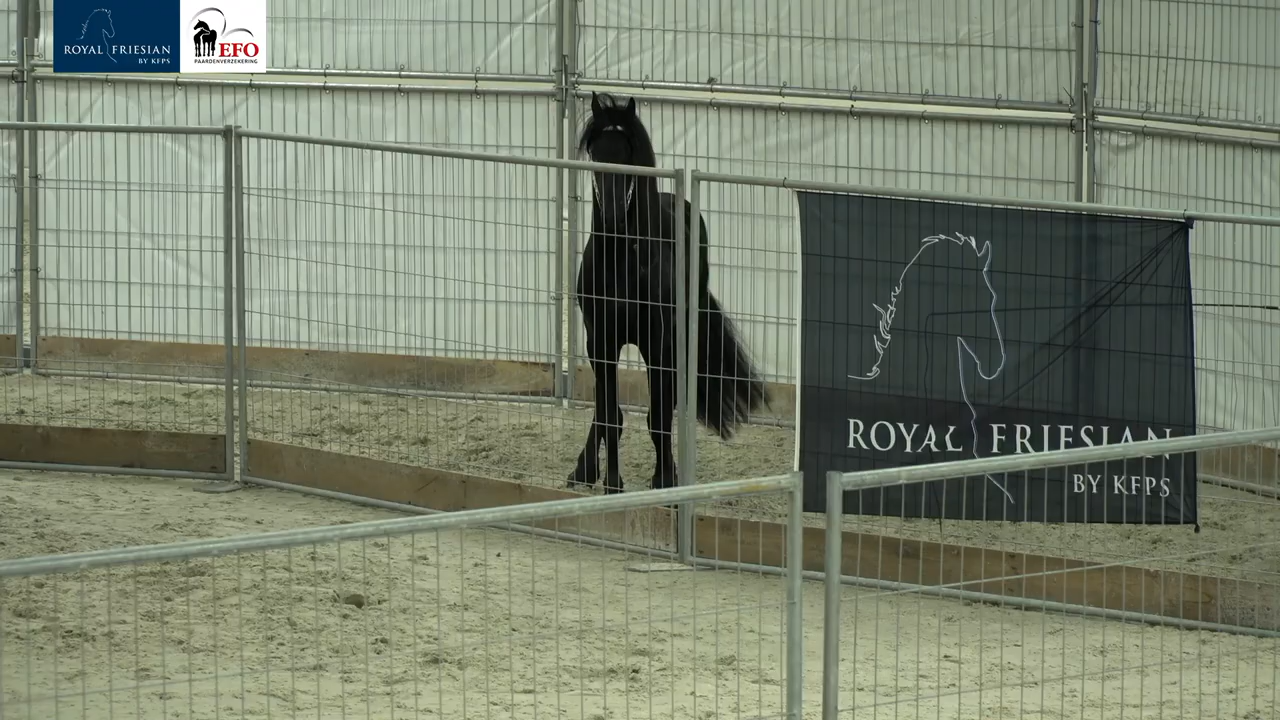 ROYAL FRIESIAN
BY KFPS
EFO
PAARDENVERZEKERING
ROYAL FRIESIAN
BY KFPS